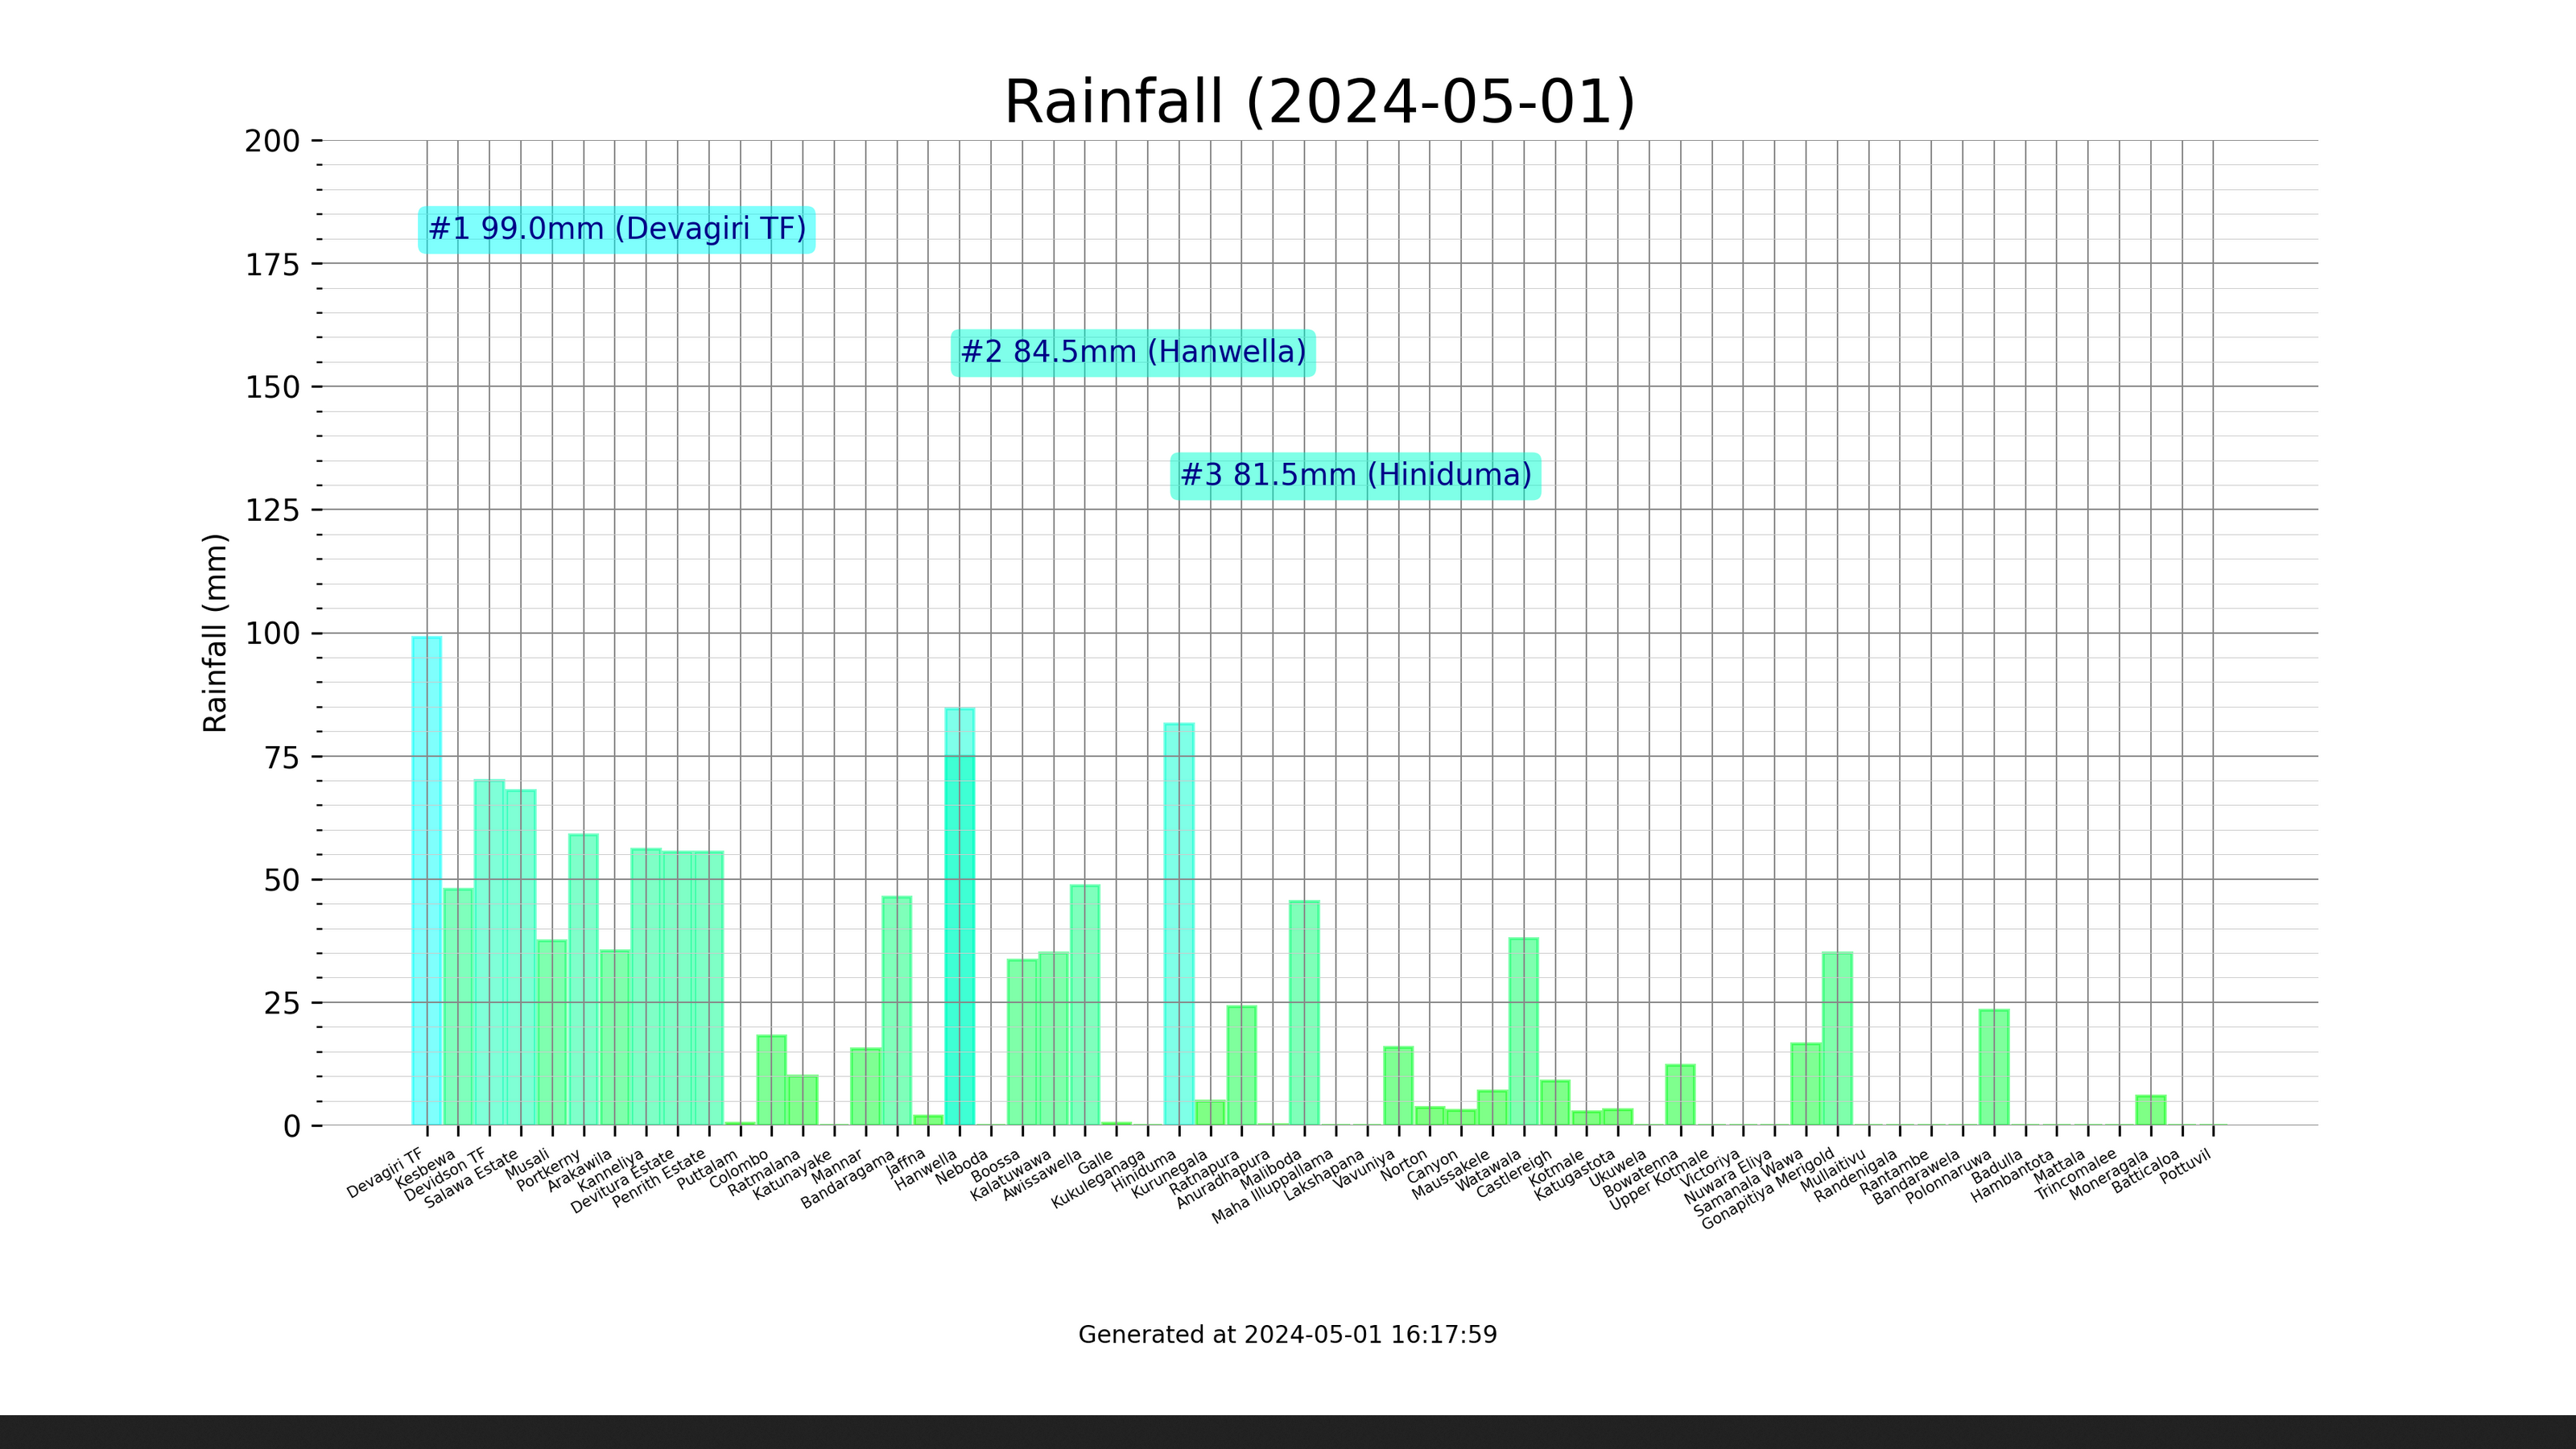 Rainfall (2024-05-01)
200
175
150
125
100
75
50
25
0
Rainfall (mm)
#1 99.0mm (Devagiri TF)
#2 84.5mm (Hanwella)
#3 81.5mm (Hiniduma)
Devagiri TF
Kesbewa
Devidson TF
Salawa Estate
Musali
Portkerny
Arakawila
Kanneliya
Devitura Estate
Penrith Estate
Puttalam
Colombo
Ratmalana
Katunayake
Mannar
Bandaragama
Jaffna
Hanwella
Neboda
Boossa
Kalatuwawa
Awissawella
Galle
Kukuleganaga
Hiniduma
Kurunegala
Ratnapura
Anuradhapura
Maliboda
Maha Illuppallama
Lakshapana
Vavuniya
Norton
Canyon
Maussakele
Watawala
Castlereigh
Kotmale
Katugastota
Ukuwela
Bowatenna
Upper Kotmale
Victoriya
Nuwara Eliya
Samanala Wawa
Gonapitiya Merigold
Mullaitivu
Randenigala
Rantambe
Bandarawela
Polonnaruwa
Badulla
Hambantota
Mattala
Trincomalee
Moneragala
Batticaloa
Pottuvil
Generated at 2024-05-01 16:17:59